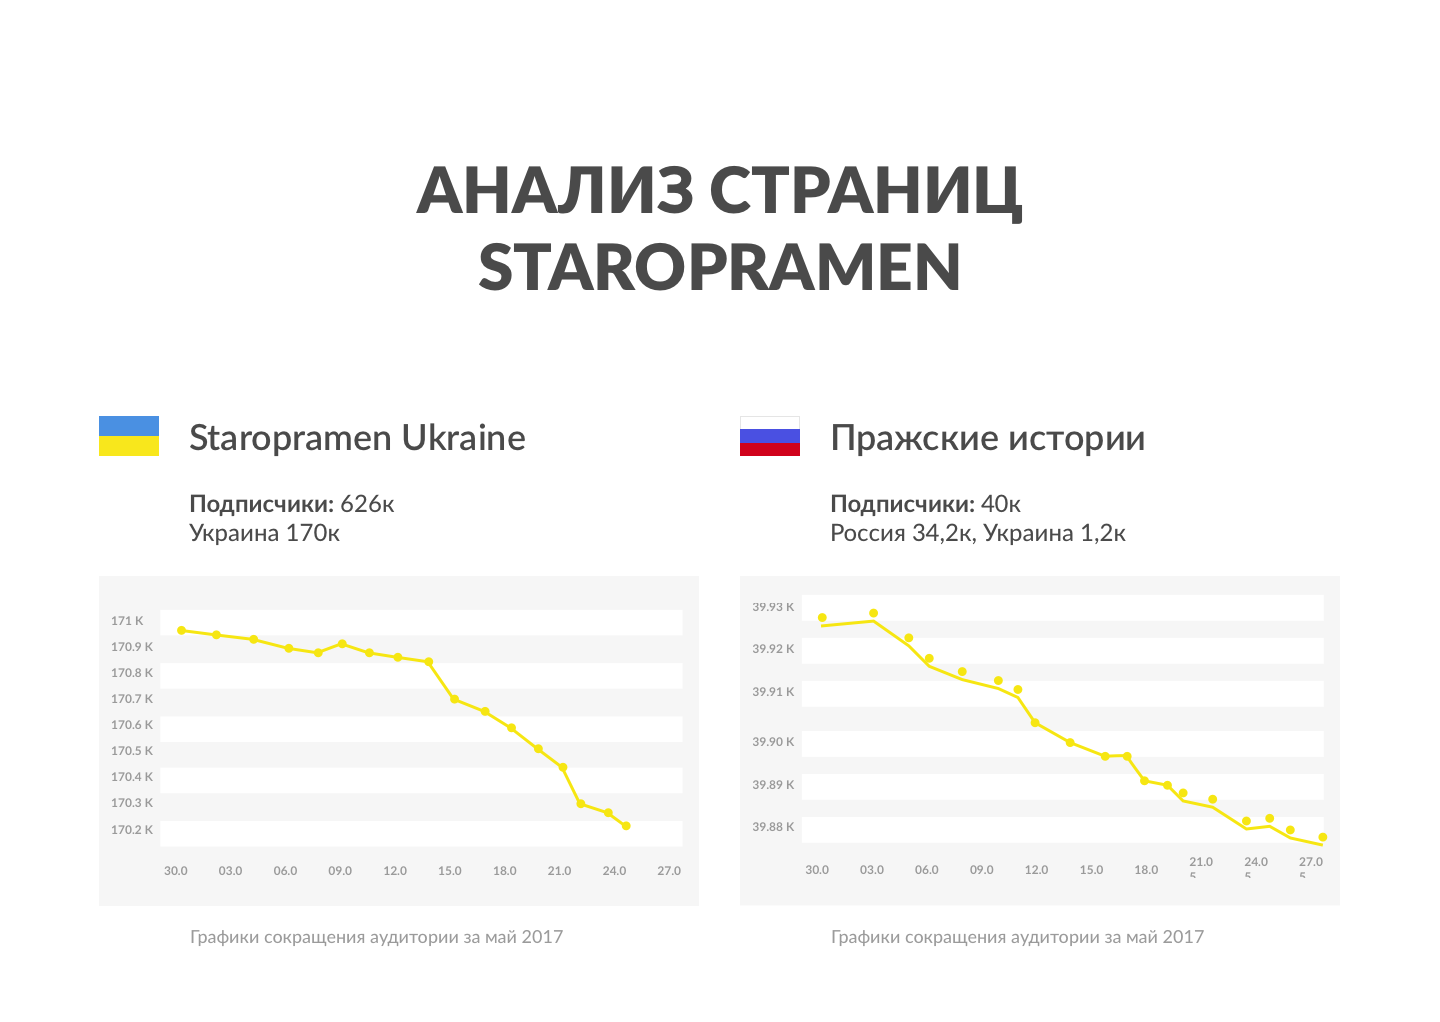 АНАЛИЗ СТРАНИЦ
STAROPRAMEN
Staropramen Ukraine
Подписчики: 626к
Украина 170к
171 K
170.9 K
170.8 K
170.7 K
170.6 K
170.5 K
170.4 K
170.3 K
170.2 K
30.0 03.0 06.0 09.0 12.0 15.0 18.0 21.0 24.0 27.0
Графики сокращения аудитории за май 2017
Пражские истории
Подписчики: 40к
Россия 34,2к, Украина 1,2к
39.93 K
39.92 K
39.91 K
39.90 K
39.89 K
39.88 K
30.0 03.0 06.0 09.0 12.0 15.0 18.0 21.0 24.0 27.0
5 5 5
Графики сокращения аудитории за май 2017